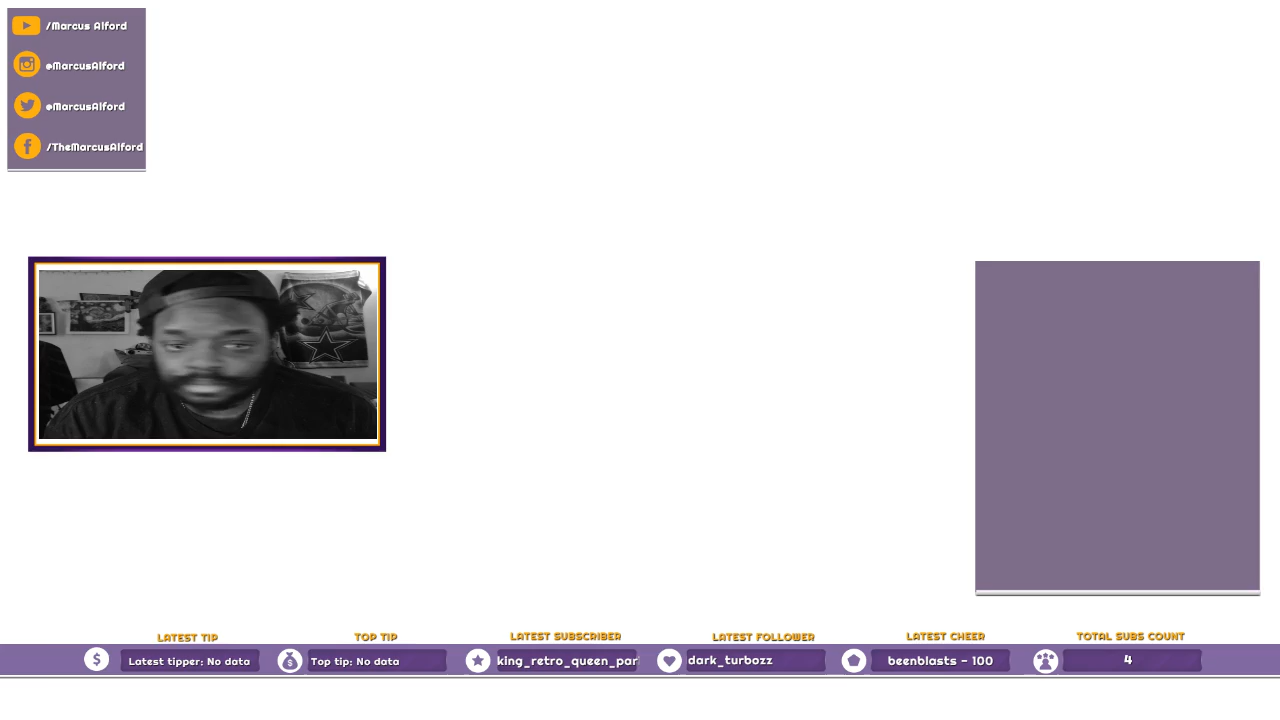 /Marcus Alford
@MarcusAlford
@MarcusAlford
/TheMarcusAlford
LATEST TIP
TOP TIP
LATEST SUBSCRIBER
LATEST FOLLOWER
LATEST CHEER
TOTAL SUBS COUNT
Latest tipper: No data
Top tip: No data
king_retro_queen_par
dark_turbozz
beenblasts - 100
4